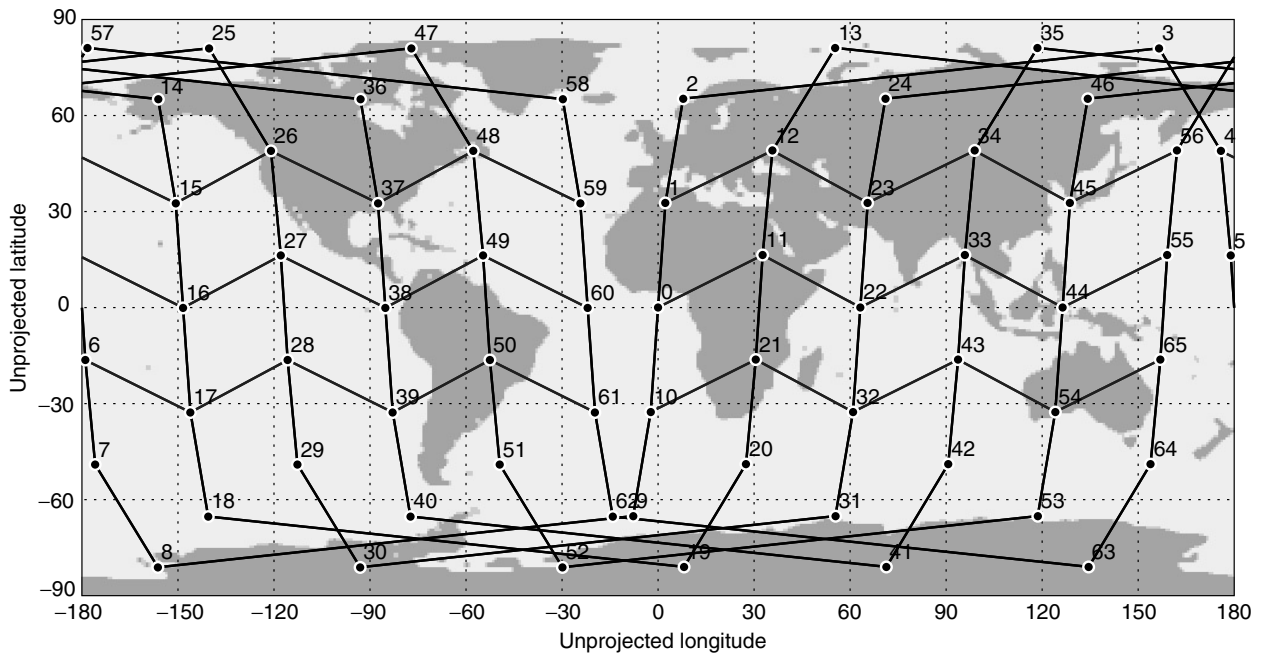 90
57 25 47 13 35 3
14 36 58 2 24 46
60
26 48 12 34 56 4
15 37 59 1 23 45
30
27 49 11 33 55 5
16 38 60 0 22 44
0
6 28 50 21 43 65
17 39 61 10 32 54
−30
7 29 51 20 42 64
18 40 62 9 31 53
−60
8 30 52 19 41 63
−90
−180 −150 −120 −90 −60 −30 0 30 60 90 120 150 180
Unprojected longitude
Unprojected latitude